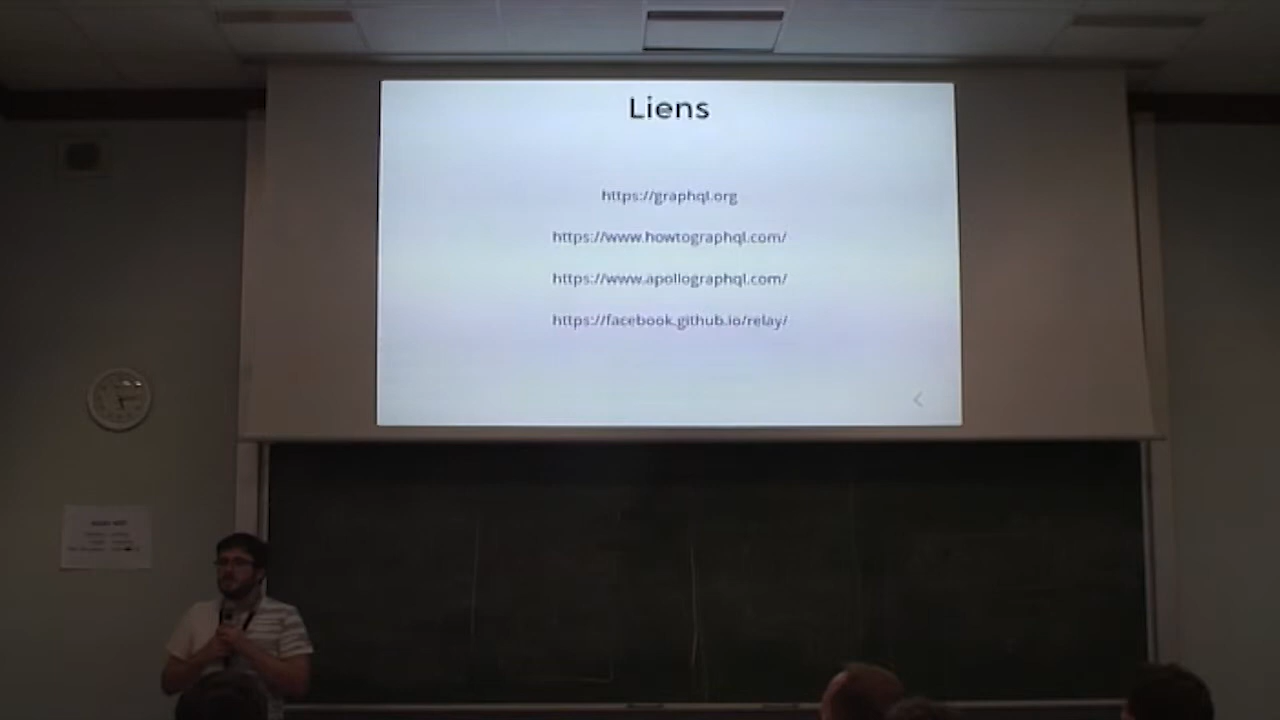 Liens
https://graphql.org
https://www.howtographql.com/
https://www.apollographql.com/
https://facebook.github.io/relay/